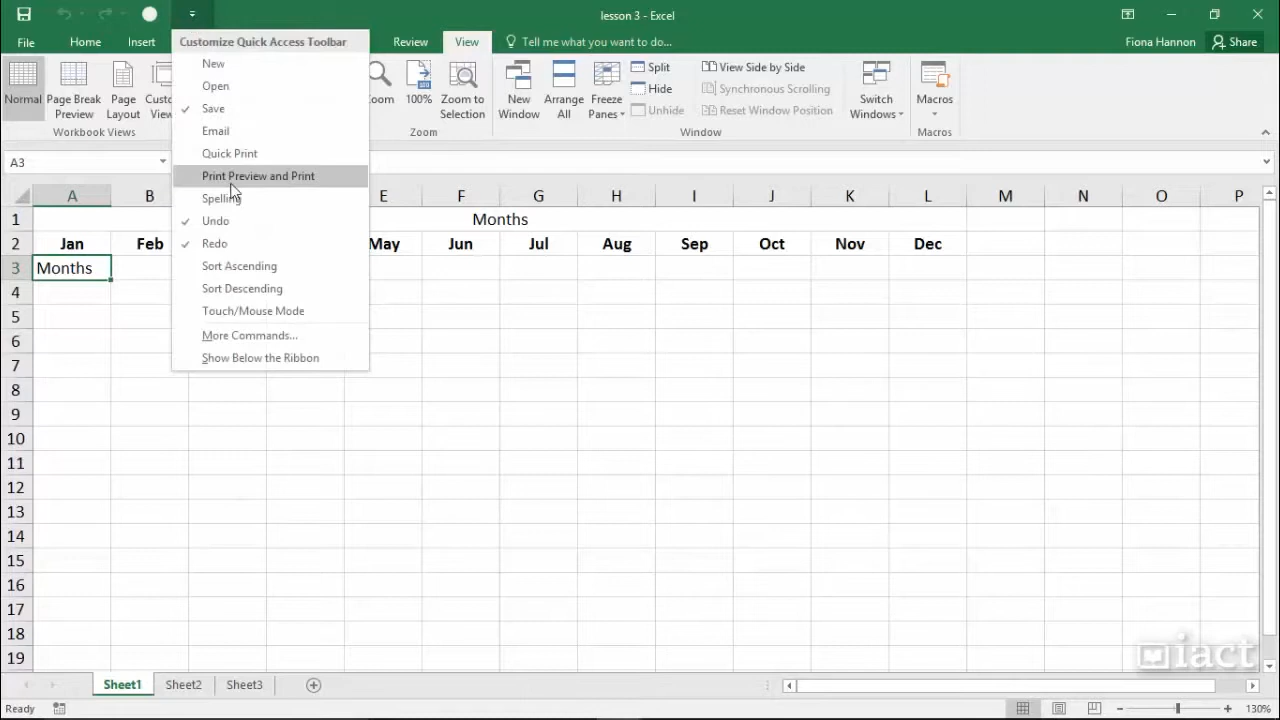 lesson 3 - Excel
File Home Insert Review View Tell me what you want to do... Fiona Hannon Share
Customize Quick Access Toolbar
New
Open
Save
Email
Quick Print
Print Preview and Print
Spelling
Undo
Redo
Sort Ascending
Sort Descending
Touch/Mouse Mode
More Commands...
Show Below the Ribbon
Normal
Page Break
Preview
Page
Layout
Workbook Views
100%
Zoom to
Selection
Zoom
New
Window
Arrange
All
Freeze
Panes
Split
Hide
Unhide
View Side by Side
Synchronous Scrolling
Reset Window Position
Window
Switch
Windows
Macros
Macros
A3
A B E F G H I J K L M N O P
1 Months
2 Jan Feb May Jun Jul Aug Sep Oct Nov Dec
3 Months
4
5
6
7
8
9
10
11
12
13
14
15
16
17
18
19
iact
Sheet1 Sheet2 Sheet3
Ready 130%